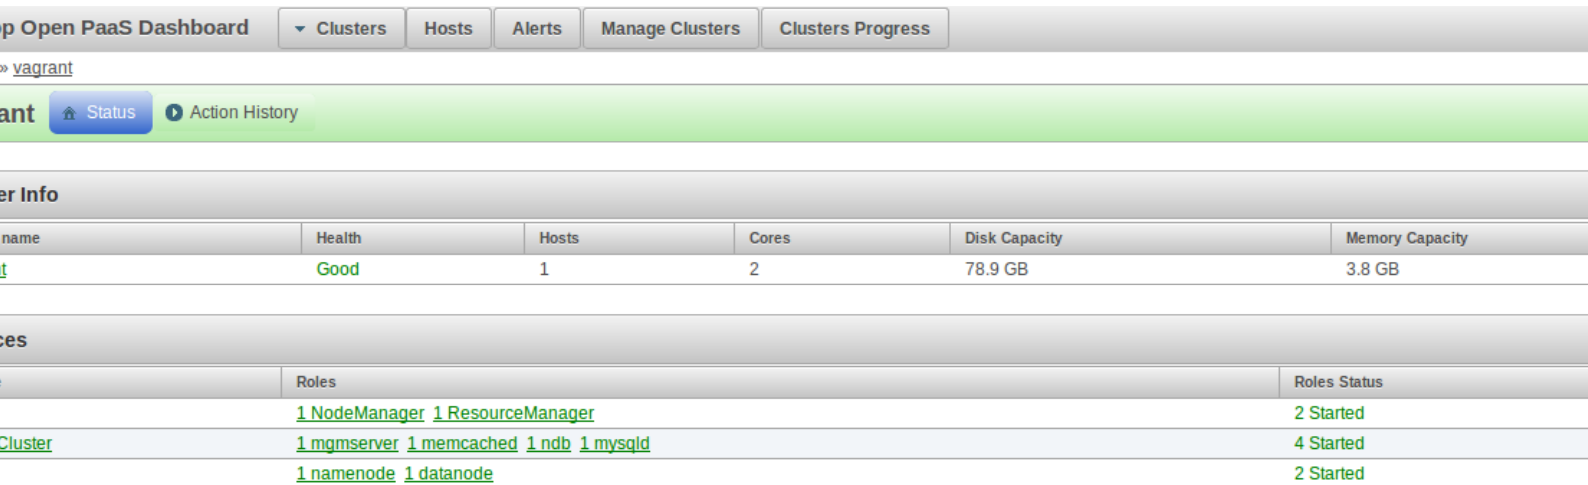 op Open PaaS Dashboard Clusters Hosts Alerts Manage Clusters Clusters Progress
» vagrant
ant Status Action History
er Info
name Health Hosts Cores Disk Capacity Memory Capacity
t Good 1 2 78.9 GB 3.8 GB
ces
Roles Roles Status
1 NodeManager 1 ResourceManager 2 Started
Cluster 1 mgmserver 1 memcached 1 ndb 1 mysqld 4 Started
1 namenode 1 datanode 2 Started